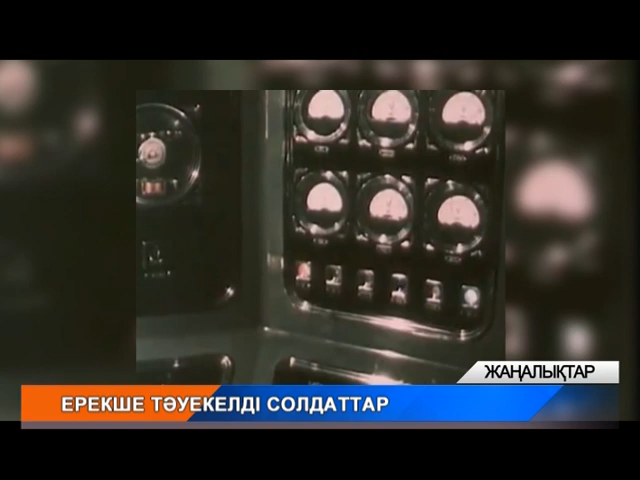 ЖАҢАЛЫҚТАР
ЕРЕКШЕ ТӘУЕКЕЛДІ СОЛДАТТАР